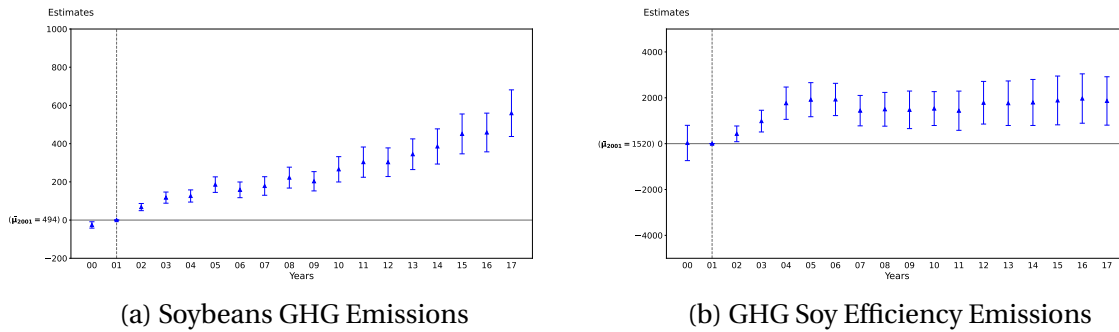 Estimates
1000
800
600
400
200
(μ̄₂₀₀₁ = 494) 0
−200
00 01 02 03 04 05 06 07 08 09 10 11 12 13 14 15 16 17
Years
(a) Soybeans GHG Emissions
Estimates
4000
2000
(μ̄₂₀₀₁ = 1520) 0
−2000
−4000
00 01 02 03 04 05 06 07 08 09 10 11 12 13 14 15 16 17
Years
(b) GHG Soy Efficiency Emissions